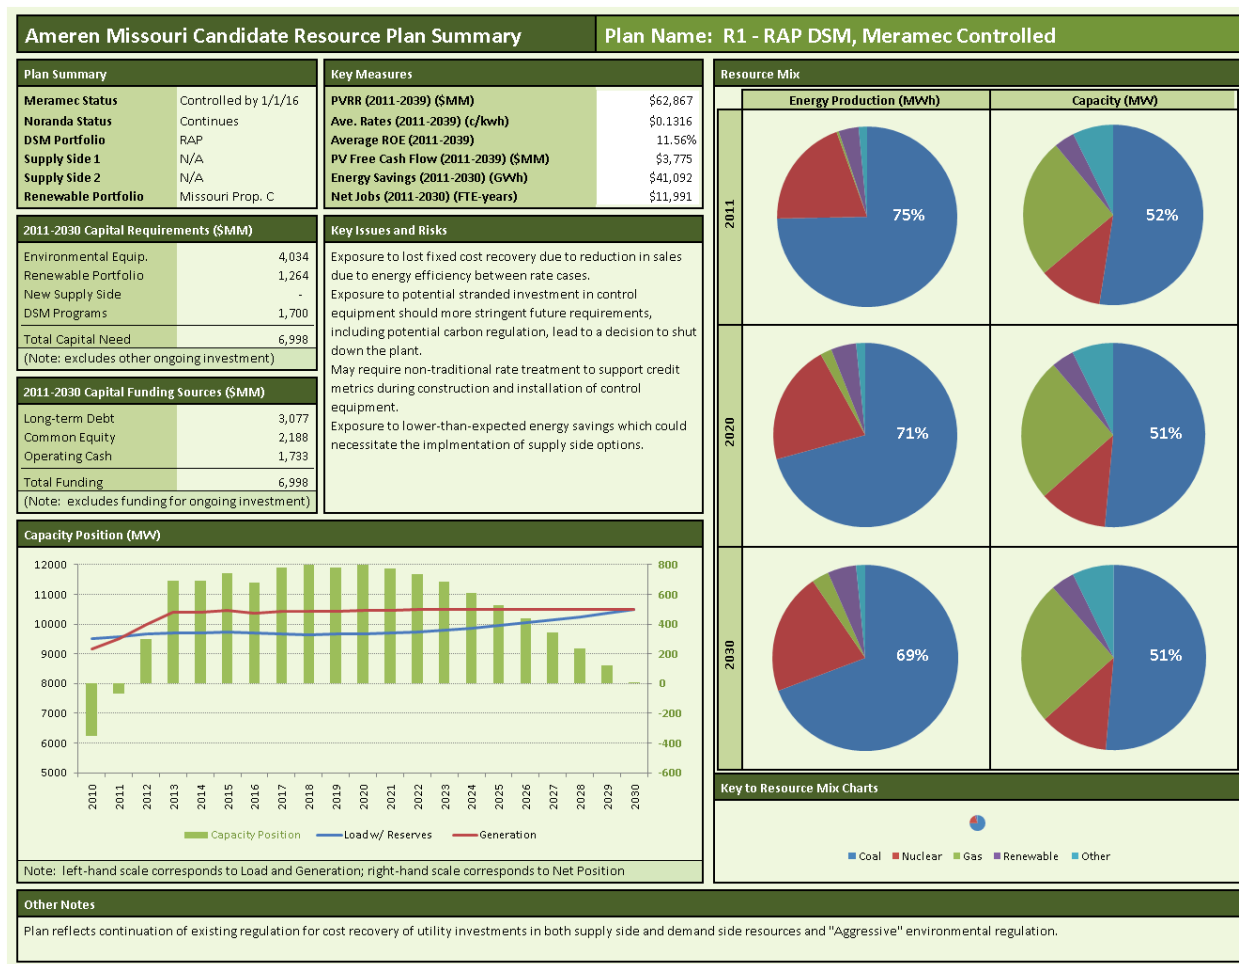 Ameren Missouri Candidate Resource Plan Summary
Plan Name: R1 - RAP DSM, Meramec Controlled
Plan Summary
Meramec Status Controlled by 1/1/16
Noranda Status Continues
DSM Portfolio RAP
Supply Side 1 N/A
Supply Side 2 N/A
Renewable Portfolio Missouri Prop. C
Key Measures
PVRR (2011-2039) ($MM) $62,867
Ave. Rates (2011-2039) (c/kwh) $0.1316
Average ROE (2011-2039) 11.56%
PV Free Cash Flow (2011-2039) ($MM) $3,775
Energy Savings (2011-2030) (GWh) $41,092
Net Jobs (2011-2030) (FTE-years) $11,991
2011-2030 Capital Requirements ($MM)
Environmental Equip. 4,034
Renewable Portfolio 1,264
New Supply Side -
DSM Programs 1,700
Total Capital Need 6,998
(Note: excludes other ongoing investment)
2011-2030 Capital Funding Sources ($MM)
Long-term Debt 3,077
Common Equity 2,188
Operating Cash 1,733
Total Funding 6,998
(Note: excludes funding for ongoing investment)
Key Issues and Risks
Exposure to lost fixed cost recovery due to reduction in sales
due to energy efficiency between rate cases.
Exposure to potential stranded investment in control
equipment should more stringent future requirements,
including potential carbon regulation, lead to a decision to shut
down the plant.
May require non-traditional rate treatment to support credit
metrics during construction and installation of control
equipment.
Exposure to lower-than-expected energy savings which could
necessitate the implmentation of supply side options.
Capacity Position (MW)
12000 800
11000 600
10000 400
9000 200
8000 0
7000 -200
6000 -400
5000 -600
2010 2011 2012 2013 2014 2015 2016 2017 2018 2019 2020 2021 2022 2023 2024 2025 2026 2027 2028 2029 2030
Capacity Position Load w/ Reserves Generation
Note: left-hand scale corresponds to Load and Generation; right-hand scale corresponds to Net Position
Resource Mix
Energy Production (MWh) Capacity (MW)
2011 75% 52%
2020 71% 51%
2030 69% 51%
Key to Resource Mix Charts
Coal Nuclear Gas Renewable Other
Other Notes
Plan reflects continuation of existing regulation for cost recovery of utility investments in both supply side and demand side resources and "Aggressive" environmental regulation.